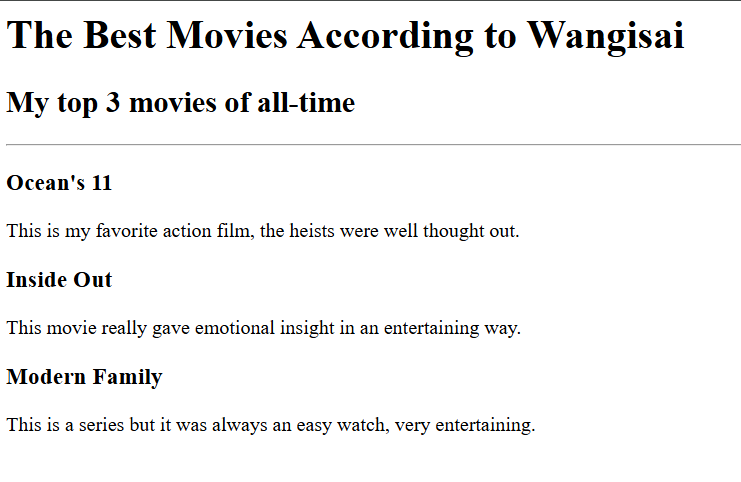 The Best Movies According to Wangisai
My top 3 movies of all-time
Ocean's 11
This is my favorite action film, the heists were well thought out.
Inside Out
This movie really gave emotional insight in an entertaining way.
Modern Family
This is a series but it was always an easy watch, very entertaining.